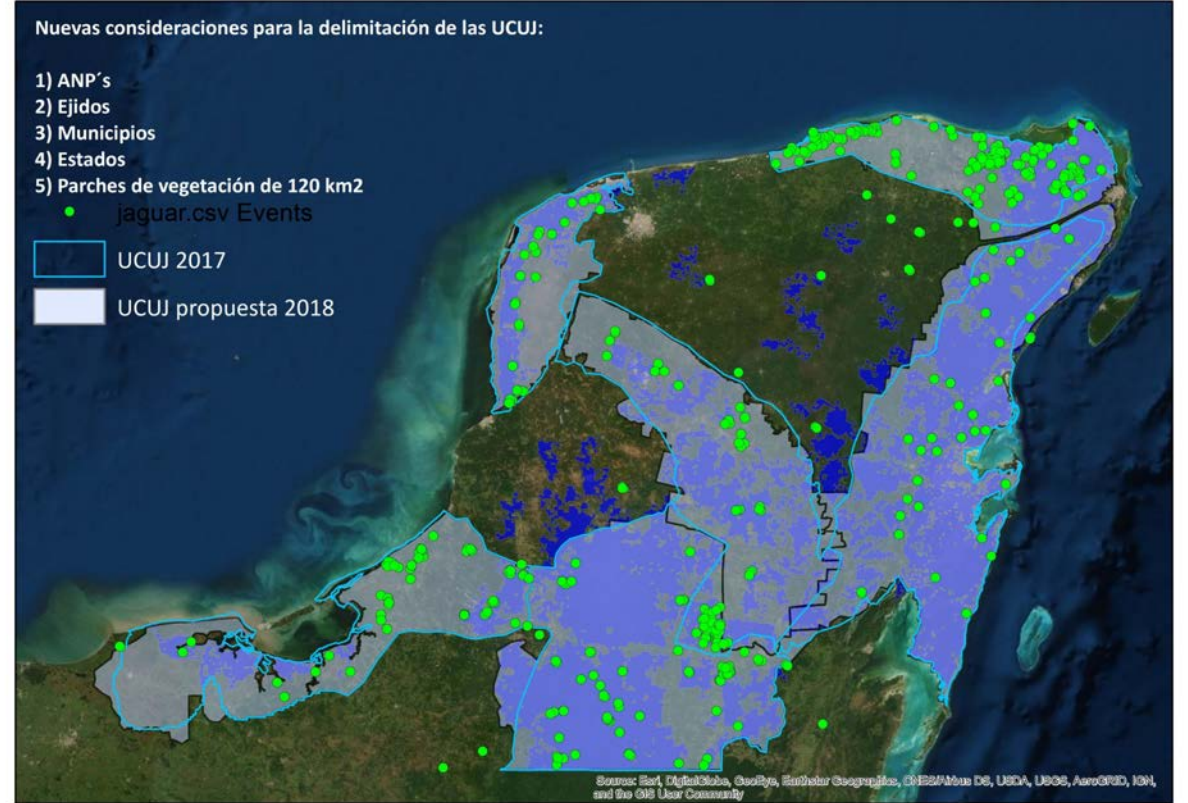 Nuevas consideraciones para la delimitación de las UCUJ:
1) ANP´s
2) Ejidos
3) Municipios
4) Estados
5) Parches de vegetación de 120 km2
jaguar.csv Events
UCUJ 2017
UCUJ propuesta 2018
Source: Esri, DigitalGlobe, GeoEye, Earthstar Geographics, CNES/Airbus DS, USDA, USGS, AeroGRID, IGN,
and the GIS User Community